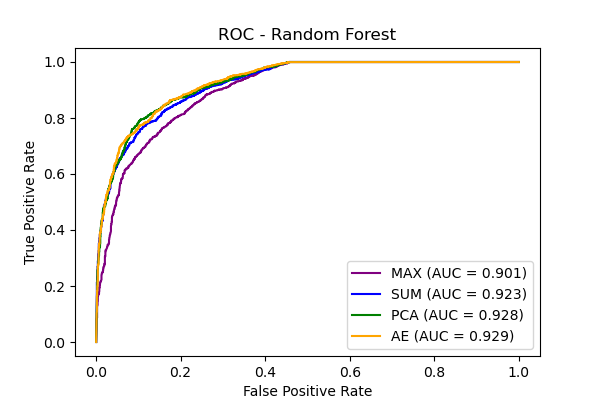 ROC - Random Forest
1.0
0.8
0.6
0.4
0.2
0.0
True Positive Rate
MAX (AUC = 0.901)
SUM (AUC = 0.923)
PCA (AUC = 0.928)
AE (AUC = 0.929)
0.0 0.2 0.4 0.6 0.8 1.0
False Positive Rate